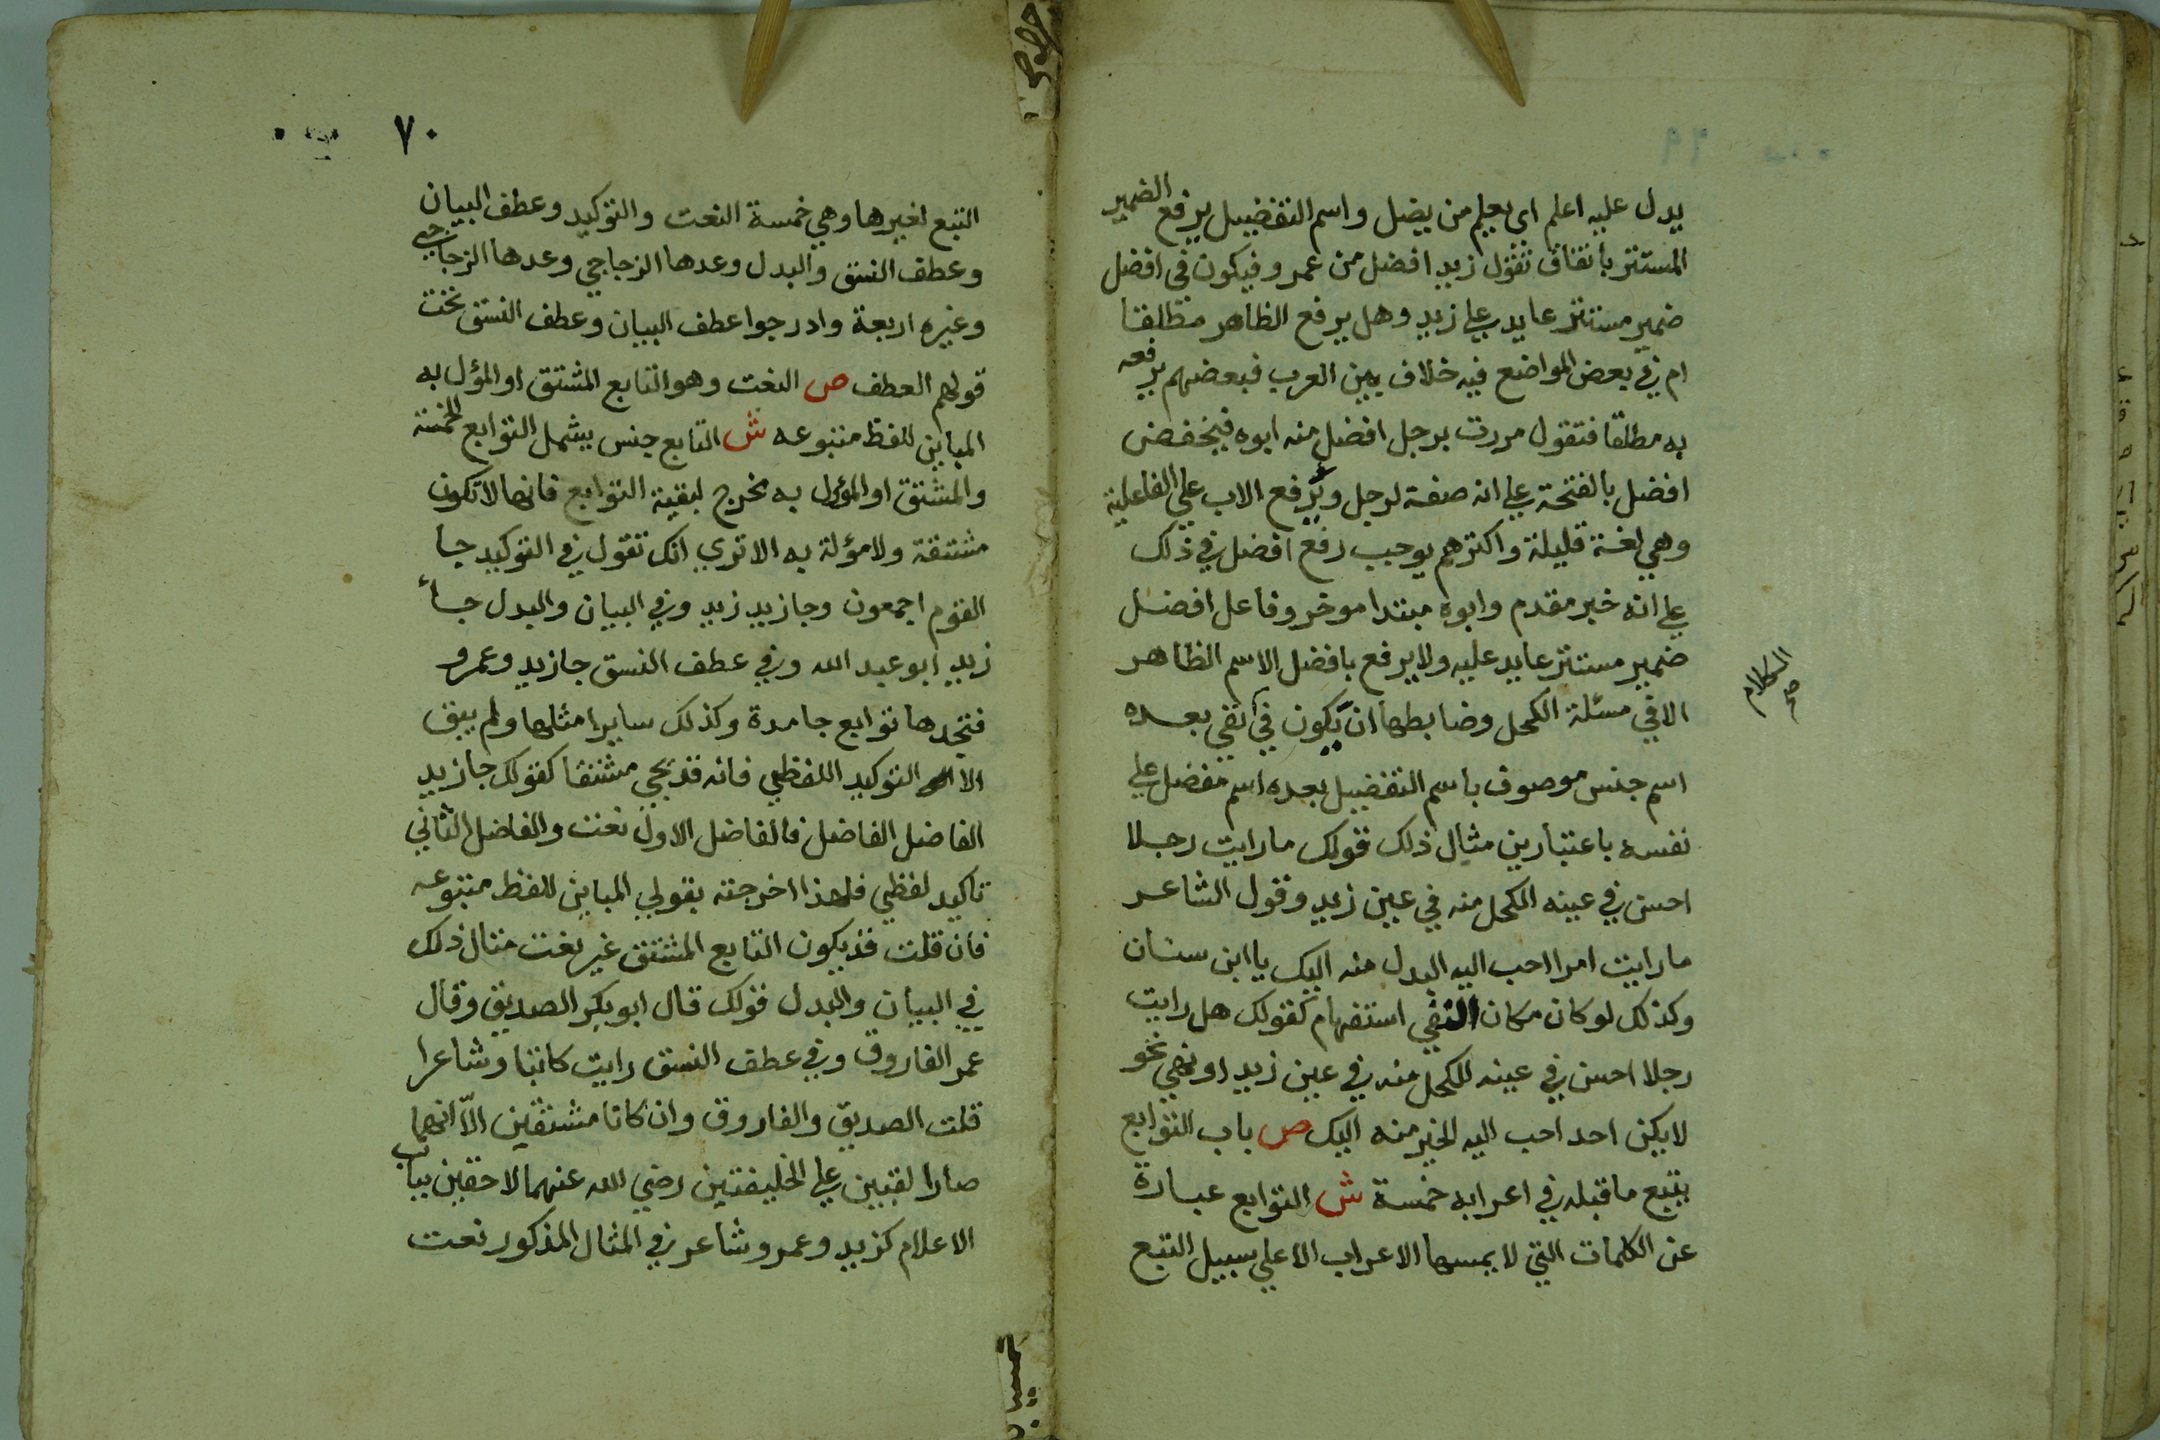 يدل عليه اعلم اى يعلم من يضل واسم التفضيل يرفع الضمير
المستتر باتفاق تقول زيد افضل من عمرو فيكون في افضل
ضمير مستتر عايد علي زيد وهل يرفع الظاهر مطلقا
ام في بعض المواضع فيه خلاف بين العرب فبعضهم يرفعه
به مطلقا فتقول مررت برجل افضل منه ابوه فيخفض
افضل بالفتحة علي انه صفة لرجل ويرفع الاب علي الفاعلية
وهي لغة قليلة واكثرهم يوجب رفع افضل في ذلك
علي انه خبر مقدم وابوه مبتدا موخر وفاعل افضل
ضمير مستتر عايد عليه ولا يرفع بافضل الاسم الظاهر
الا في مسئلة الكحل وضابطها ان يكون في نفي بعده
الكلام
صح
اسم جنس موصوف باسم التفضيل بعده اسم مفضل علي
نفسه باعتبارين مثال ذلك قولك ما رايت رجلا
احسن في عينه الكحل منه في عين زيد وقول الشاعر
ما رايت امرا احب اليه البدل منه اليك يا ابن سنان
وكذلك لو كان مكان النفي استفهام كقولك هل رايت
رجلا احسن في عينه الكحل منه في عين زيد او نهي نحو
لا يكن احد احب اليه الخير منه اليك ص باب التوابع
يتبع ما قبله في اعرابه خمسة ش التوابع عبارة
عن الكلمات التي لا يمسها الاعراب الا علي سبيل التبع
٧٠
التبع لغيرها وهي خمسة النعت والتوكيد وعطف البيان
وعطف النسق والبدل وعدها الزجاجي وعدها الزجاجي
وغيره اربعة وادرجوا عطف البيان وعطف النسق تحت
قولهم العطف ص النعت وهو التابع المشتق او المؤل به
المباين للفظ متبوعه ش التابع جنس يشمل التوابع الخمسة
والمشتق او المؤل به مخرج لبقية التوابع فانها لا تكون
مشتقة ولا مؤلة به الا تري انك تقول في التوكيد جا
القوم اجمعون وجا زيد زيد وفي البيان والبدل جا
زيد ابو عبد الله وفي عطف النسق جا زيد وعمرو
فتجدها توابع جامدة وكذلك ساير امثلها ولم يبق
الا التوكيد اللفظي فانه قد يجي مشتقا كقولك جا زيد
الفاضل الفاضل فالفاضل الاول نعت والفاضل الثاني
تاكيد لفظي فلهذا اخرجته بقولي المباين للفظ متبوعه
فان قلت قد يكون التابع المشتق غير نعت مثال ذلك
في البيان والبدل قولك قال ابو بكر الصديق وقال
عمر الفاروق وفي عطف النسق رايت كاتبا وشاعرا
قلت الصديق والفاروق وان كانا مشتقين الّا انهما
صارا لقبين علي الخليفتين رضي الله عنهما لاحقين بباب
الاعلام كزيد وعمرو وشاعر في المثال المذكور نعت